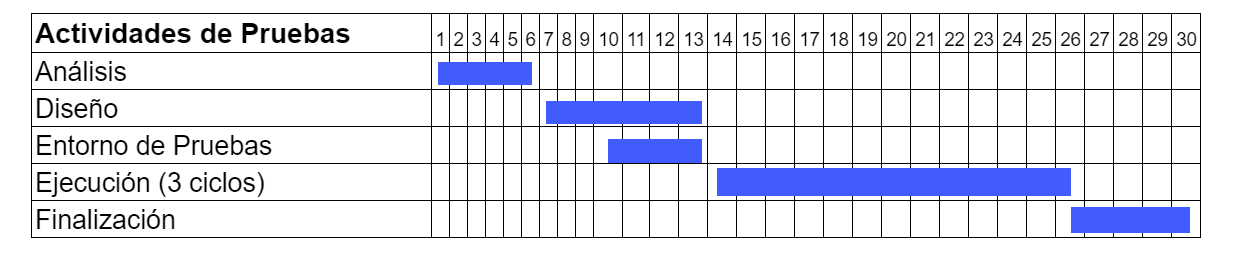 Actividades de Pruebas 1 2 3 4 5 6 7 8 9 10 11 12 13 14 15 16 17 18 19 20 21 22 23 24 25 26 27 28 29 30
Análisis
Diseño
Entorno de Pruebas
Ejecución (3 ciclos)
Finalización